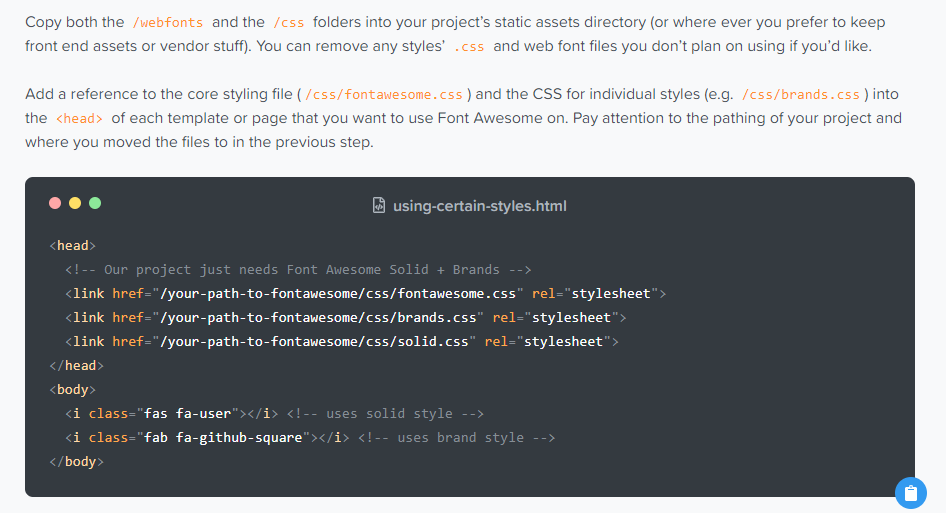 Copy both the /webfonts and the /css folders into your project’s static assets directory (or where ever you prefer to keep
front end assets or vendor stuff). You can remove any styles’ .css and web font files you don’t plan on using if you’d like.
Add a reference to the core styling file ( /css/fontawesome.css ) and the CSS for individual styles (e.g. /css/brands.css ) into
the <head> of each template or page that you want to use Font Awesome on. Pay attention to the pathing of your project and
where you moved the files to in the previous step.
using-certain-styles.html
<head>
  <!-- Our project just needs Font Awesome Solid + Brands -->
  <link href="/your-path-to-fontawesome/css/fontawesome.css" rel="stylesheet">
  <link href="/your-path-to-fontawesome/css/brands.css" rel="stylesheet">
  <link href="/your-path-to-fontawesome/css/solid.css" rel="stylesheet">
</head>
<body>
  <i class="fas fa-user"></i> <!-- uses solid style -->
  <i class="fab fa-github-square"></i> <!-- uses brand style -->
</body>